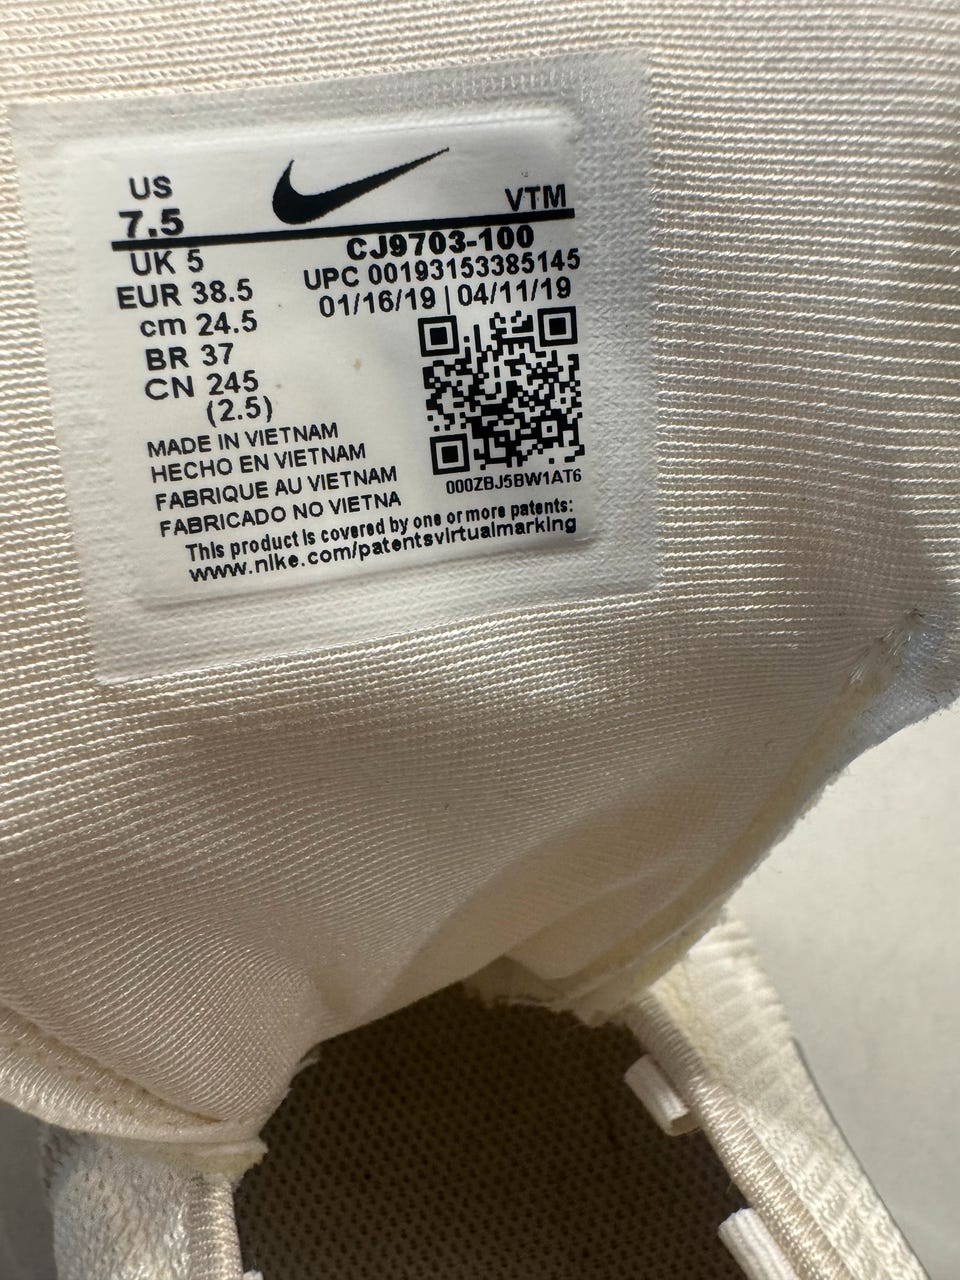 US
7.5
VTM
UK 5
CJ9703-100
EUR 38.5
UPC 00193153385145
cm 24.5
01/16/19 | 04/11/19
BR 37
CN 245
(2.5)
MADE IN VIETNAM
HECHO EN VIETNAM
FABRIQUE AU VIETNAM
FABRICADO NO VIETNA
000ZBJ5BW1AT6
This product is covered by one or more patents:
www.nike.com/patentsvirtualmarking